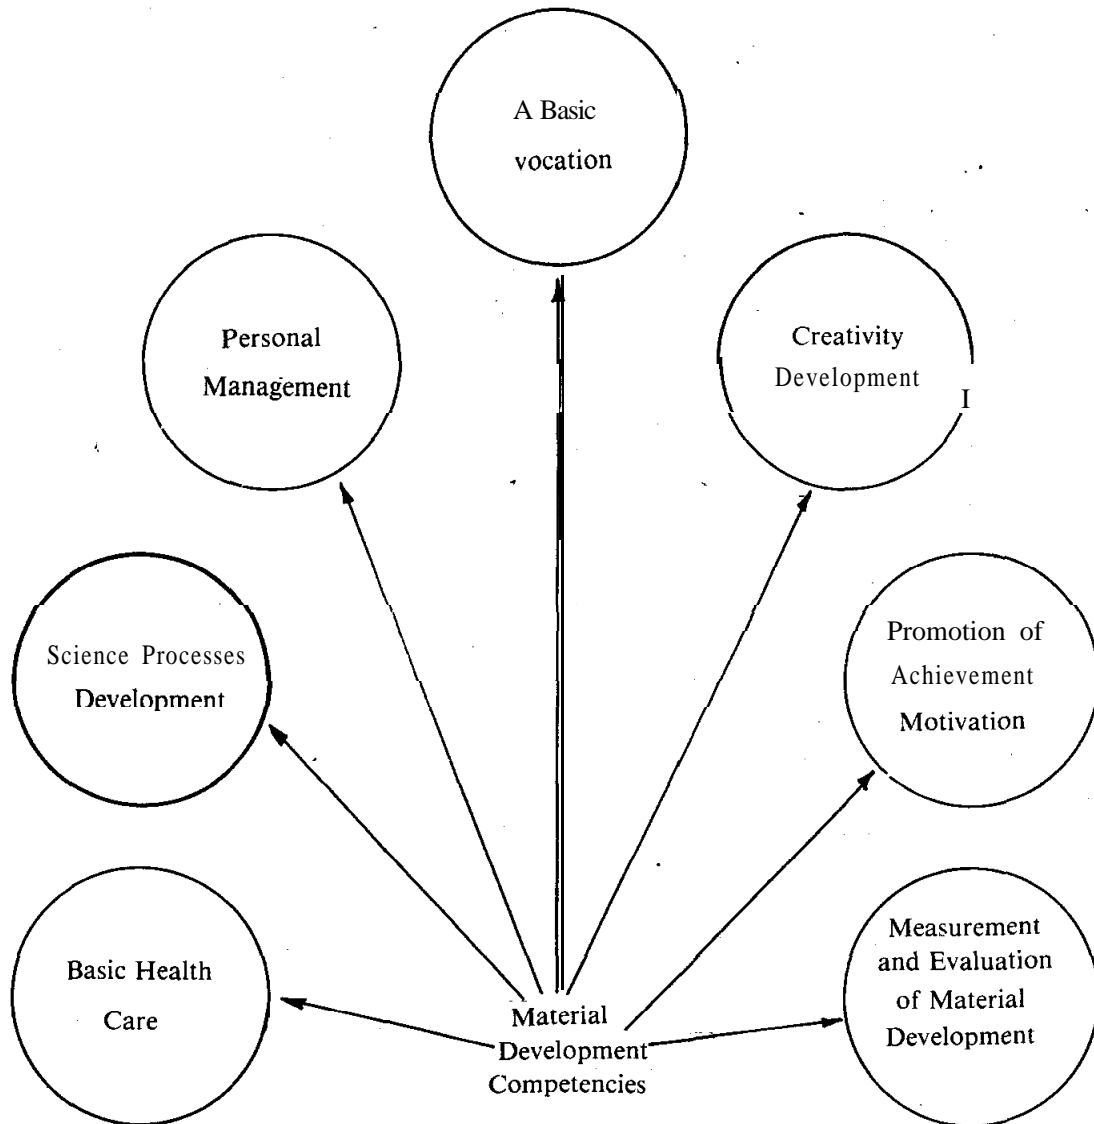 A Basic
vocation
Personal
Management
Creativity
Development
I
Science Processes
Development
Promotion of
Achievement
Motivation
Basic Health
Care
Measurement
and Evaluation
of Material
Development
Material
Development
Competencies